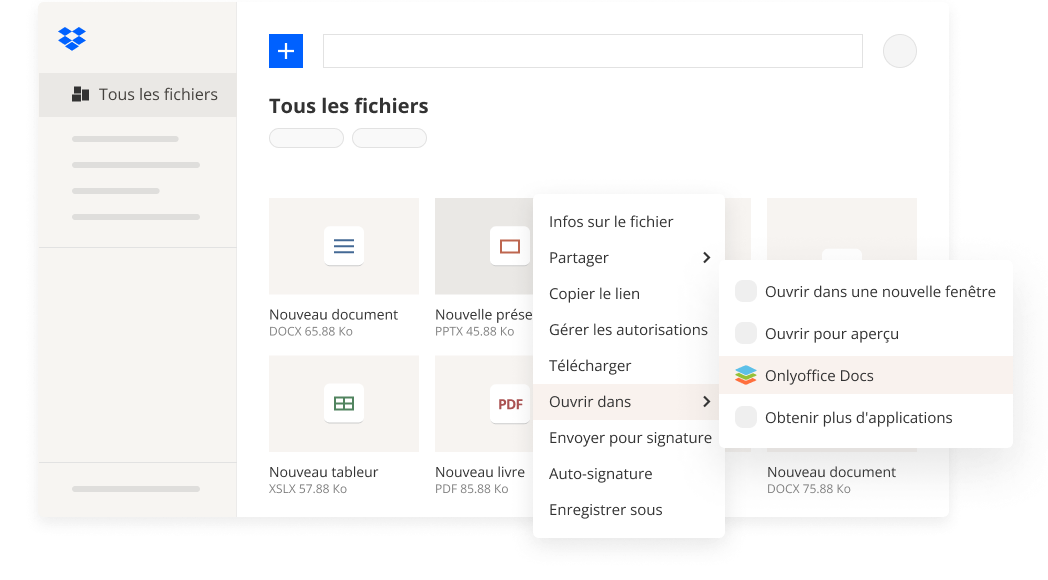 Tous les fichiers
Tous les fichiers
Nouveau document
DOCX 65.88 Ko
Nouvelle prése
PPTX 45.88 Ko
PDF
Nouveau tableur
XSLX 57.88 Ko
Nouveau livre
PDF 85.88 Ko
Nouveau document
DOCX 75.88 Ko
Infos sur le fichier
Partager
Copier le lien
Gérer les autorisations
Télécharger
Ouvrir dans
Envoyer pour signature
Auto-signature
Enregistrer sous
Ouvrir dans une nouvelle fenêtre
Ouvrir pour aperçu
Onlyoffice Docs
Obtenir plus d'applications